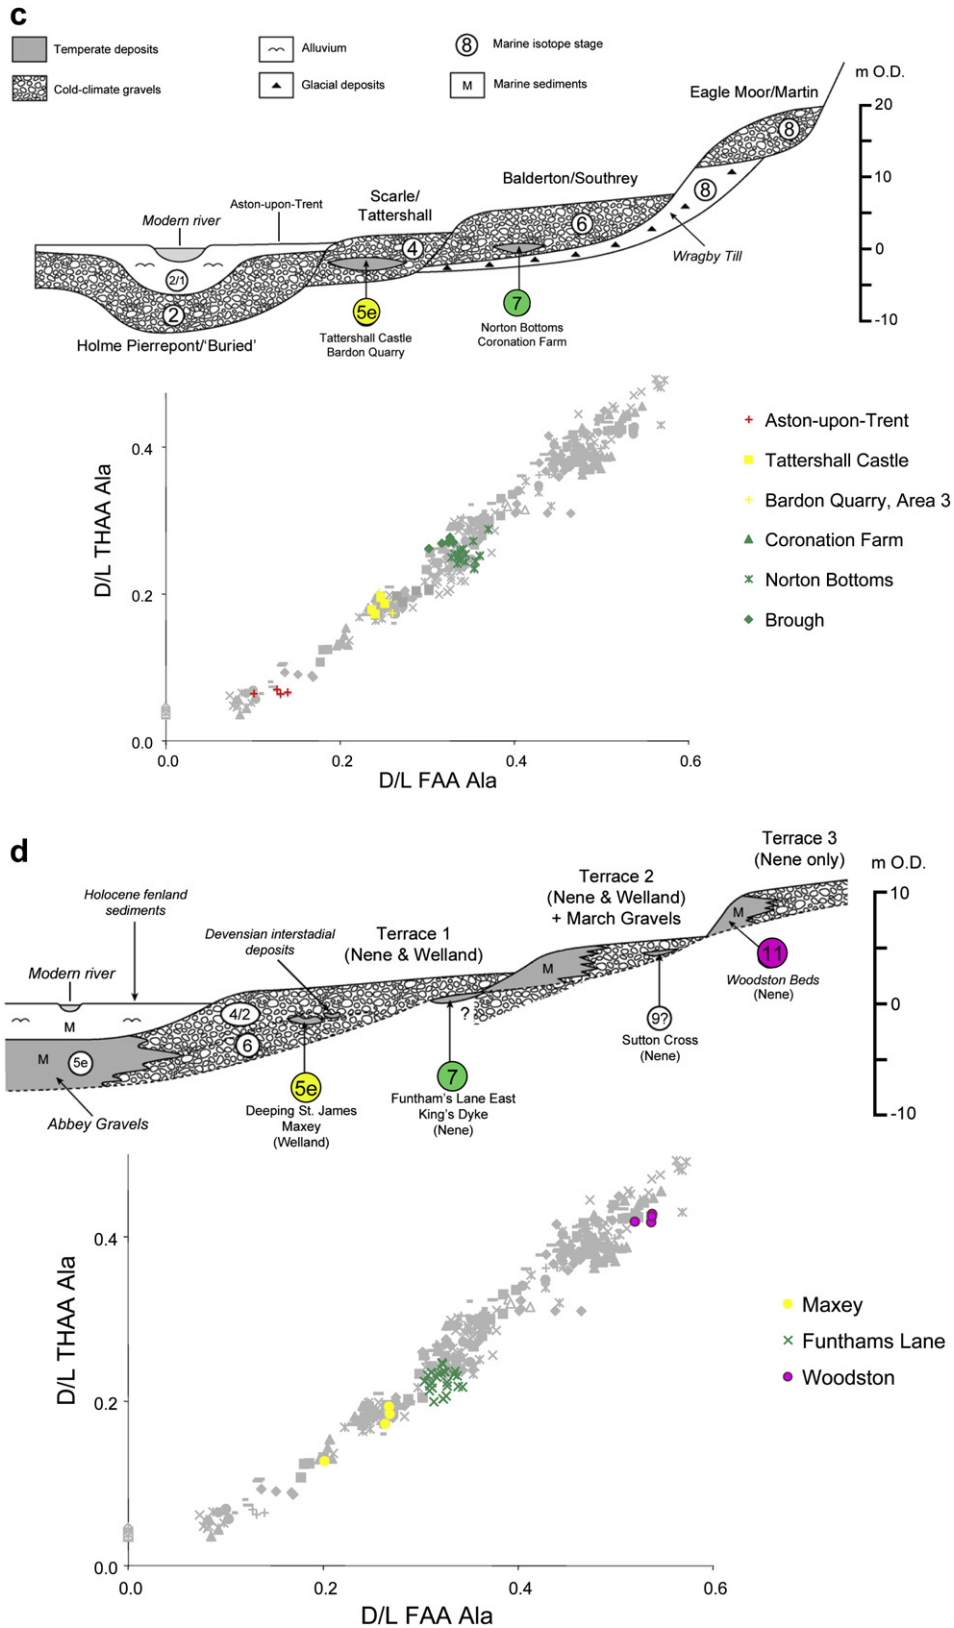 c
Temperate deposits
Alluvium
8
Marine isotope stage
Cold-climate gravels
Glacial deposits
M
Marine sediments
m O.D.
Eagle Moor/Martin
20
8
Balderton/Southrey
10
8
Scarle/
Tattershall
Aston-upon-Trent
Modern river
6
4
0
Wragby Till
2/1
7
5e
2
-10
Norton Bottoms
Coronation Farm
Tattershall Castle
Bardon Quarry
Holme Pierrepont/'Buried'
D/L THAA Ala
0.4
0.2
0.0
0.0
0.2
0.4
0.6
D/L FAA Ala
Aston-upon-Trent
Tattershall Castle
Bardon Quarry, Area 3
Coronation Farm
Norton Bottoms
Brough
d
Terrace 3
(Nene only)
m O.D.
Terrace 2
(Nene & Welland)
+ March Gravels
10
Holocene fenland
sediments
Devensian interstadial
deposits
Terrace 1
(Nene & Welland)
M
M
11
Woodston Beds
(Nene)
Modern river
0
4/2
?
9?
M
6
Sutton Cross
(Nene)
M
5e
5e
7
Funtham's Lane East
King's Dyke
(Nene)
Deeping St. James
Maxey
(Welland)
Abbey Gravels
-10
D/L THAA Ala
0.4
0.2
0.0
0.0
0.2
0.4
0.6
D/L FAA Ala
Maxey
Funthams Lane
Woodston